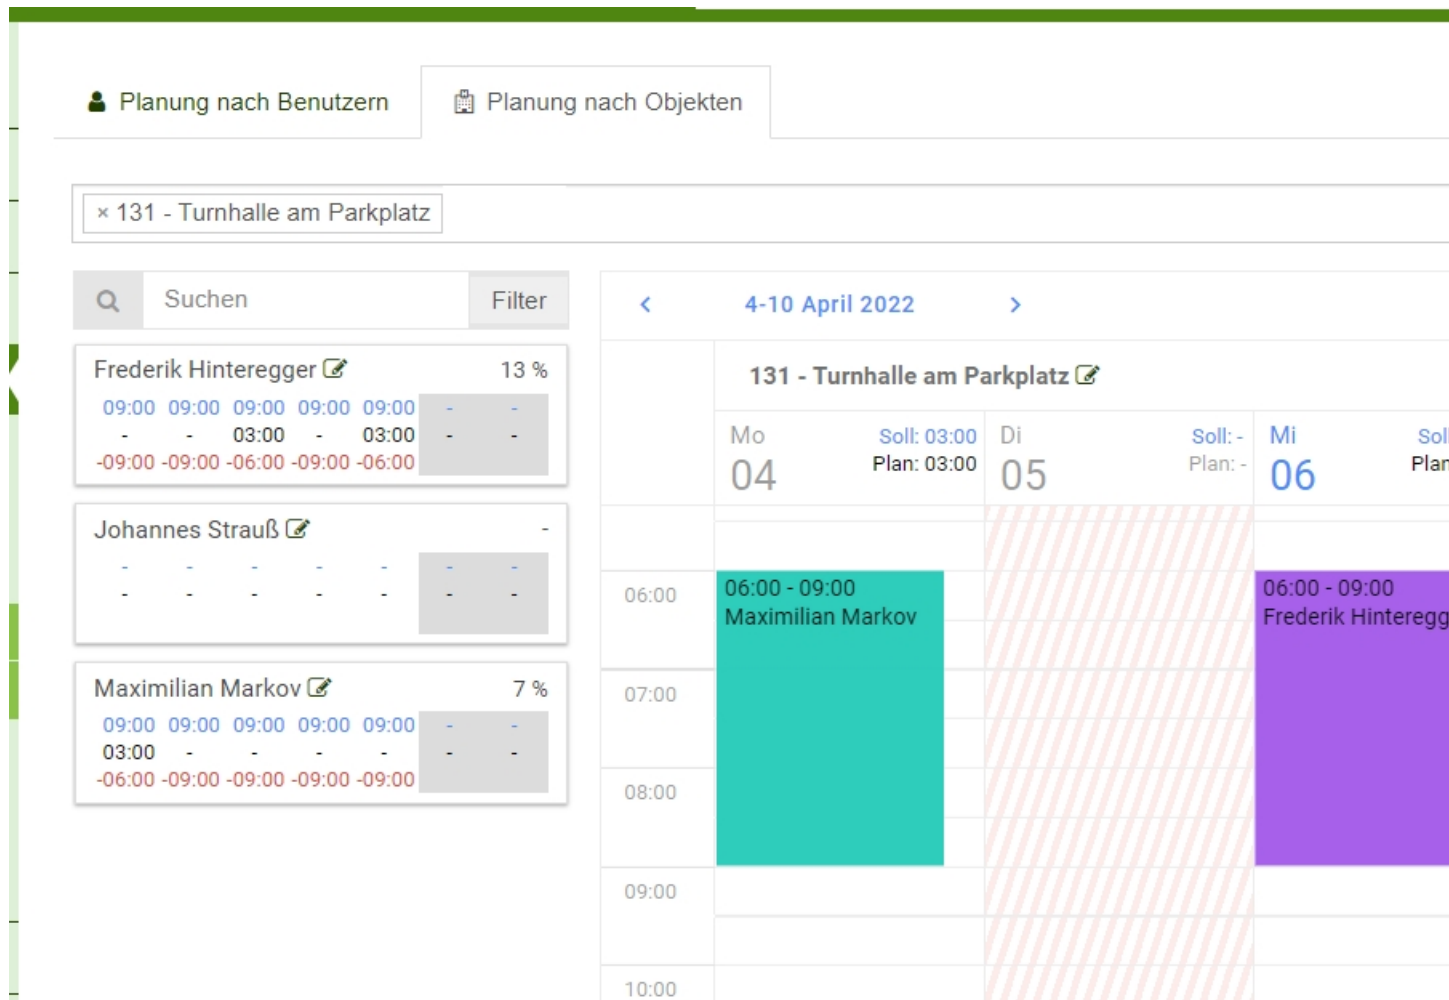 Planung nach Benutzern
Planung nach Objekten
× 131 - Turnhalle am Parkplatz
Suchen
Filter
Frederik Hinteregger 13 %
09:00 09:00 09:00 09:00 09:00 - -
- - 03:00 - 03:00 - -
-09:00 -09:00 -06:00 -09:00 -06:00
Johannes Strauß -
- - - - - - -
- - - - - - -
Maximilian Markov 7 %
09:00 09:00 09:00 09:00 09:00 - -
03:00 - - - - - -
-06:00 -09:00 -09:00 -09:00 -09:00
4-10 April 2022
131 - Turnhalle am Parkplatz
Mo Soll: 03:00
04 Plan: 03:00
Di Soll: -
05 Plan: -
Mi
06
06:00
07:00
08:00
09:00
10:00
06:00 - 09:00
Maximilian Markov
06:00 - 09:00
Frederik